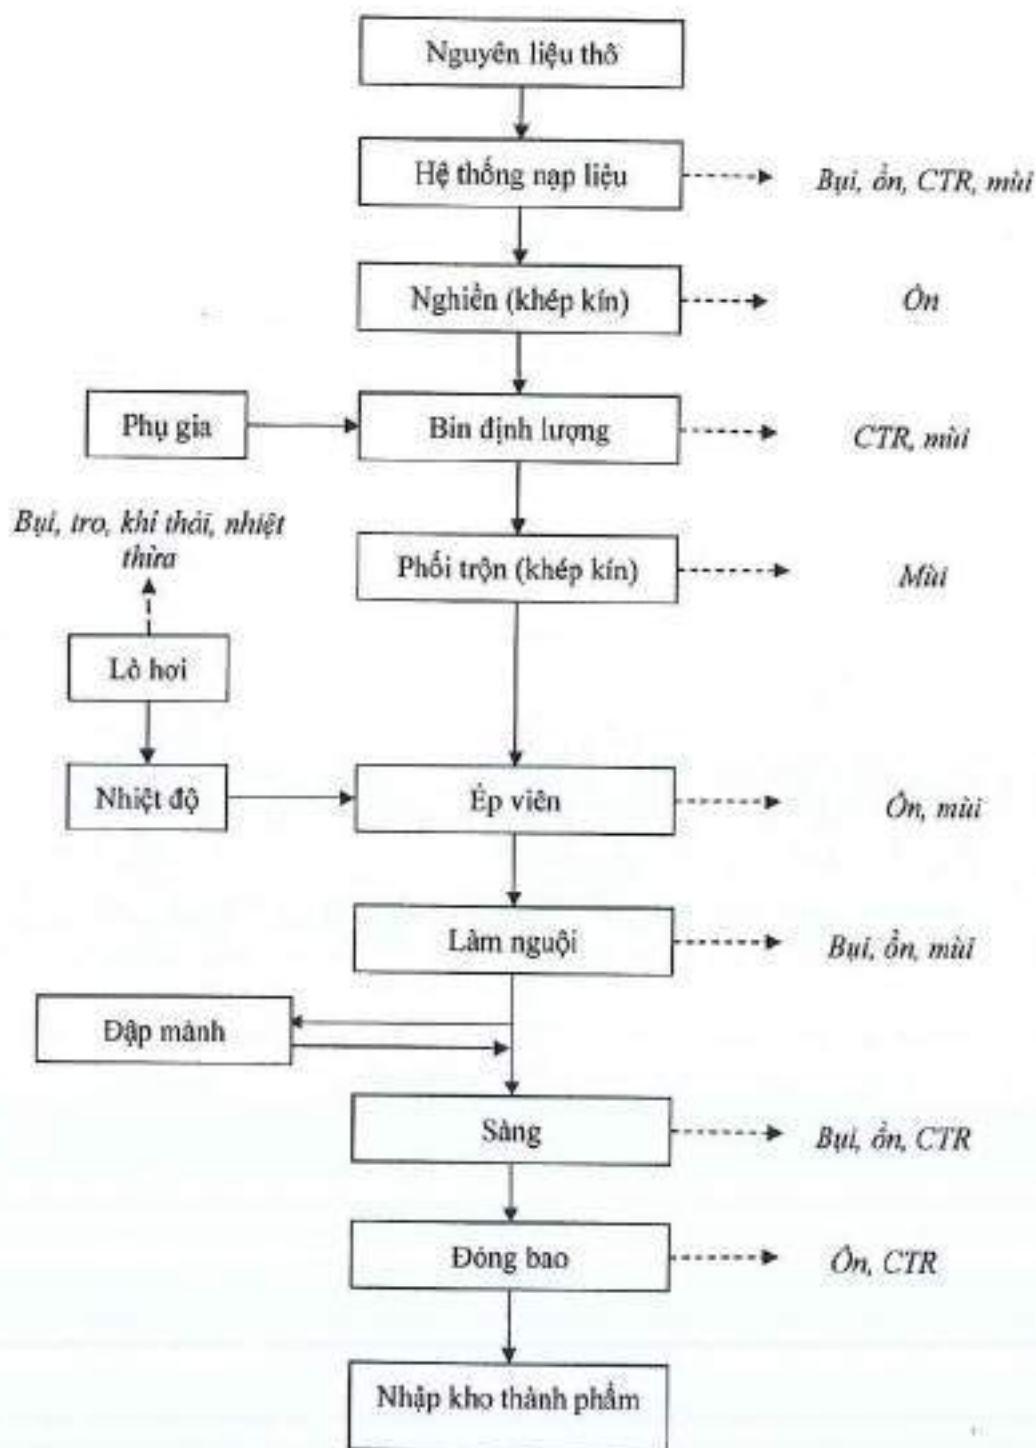 Nguyên liệu thô
Hệ thống nạp liệu
Bụi, ồn, CTR, mùi
Nghiền (khép kín)
Ồn
Phụ gia
Bin định lượng
CTR, mùi
Bụi, tro, khí thải, nhiệt
thừa
Phối trộn (khép kín)
Mùi
Lò hơi
Nhiệt độ
Ép viên
Ồn, mùi
Làm nguội
Bụi, ồn, mùi
Đập mảnh
Sàng
Bụi, ồn, CTR
Đóng bao
Ồn, CTR
Nhập kho thành phẩm